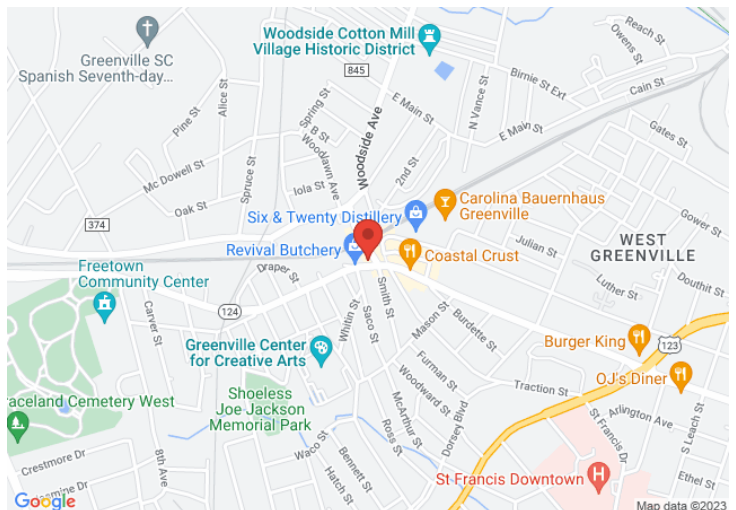 Woodside Cotton Mill
Village Historic District
Reach St
Owens St
Greenville SC
Spanish Seventh-day...
845
Birnie St Ext
Cain St
Alice St
Spring St
E Main St
N Vance St
Pine St
B St
Woodside Ave
E Main St
Gates St
Mc Dowell St
Spruce St
Woodlawn Ave
2nd St
Iola St
Carolina Bauernhaus
Greenville
Oak St
374
Six & Twenty Distillery
Gower St
Revival Butchery
Julian St
WEST
GREENVILLE
Coastal Crust
Freetown
Community Center
Draper St
Luther St
Douthit St
Smith St
124
Carver St
Whitin St
Saco St
Mason St
Burdette St
Greenville Center
for Creative Arts
Burger King
123
Furman St
OJ's Diner
Woodward St
Traction St
Shoeless
Joe Jackson
Memorial Park
McArthur St
Dorsey Blvd
raceland Cemetery West
Arlington Ave
St Francis Dr
S Leach St
Ross St
Waco St
8th Ave
Crestmore Dr
Bennett St
Hatch St
St Francis Downtown
H
Ethel St
asmine Dr
Google
Map data ©2023